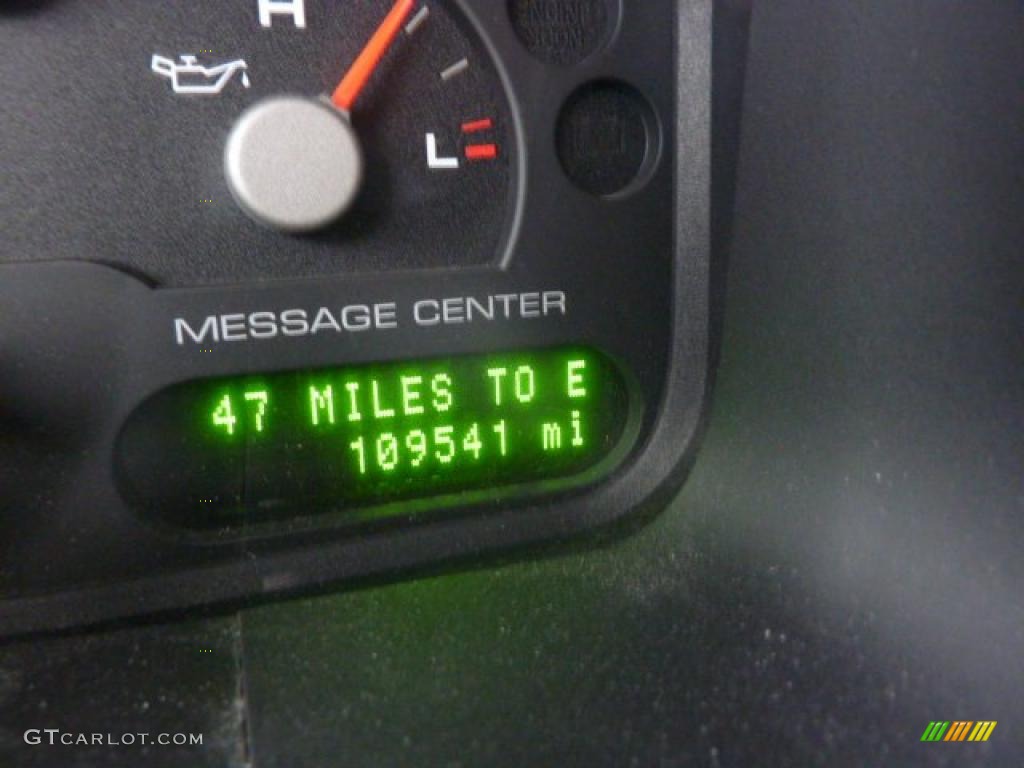 H
L
MESSAGE CENTER
47 MILES TO E
109541 mi
GTCARLOT.COM